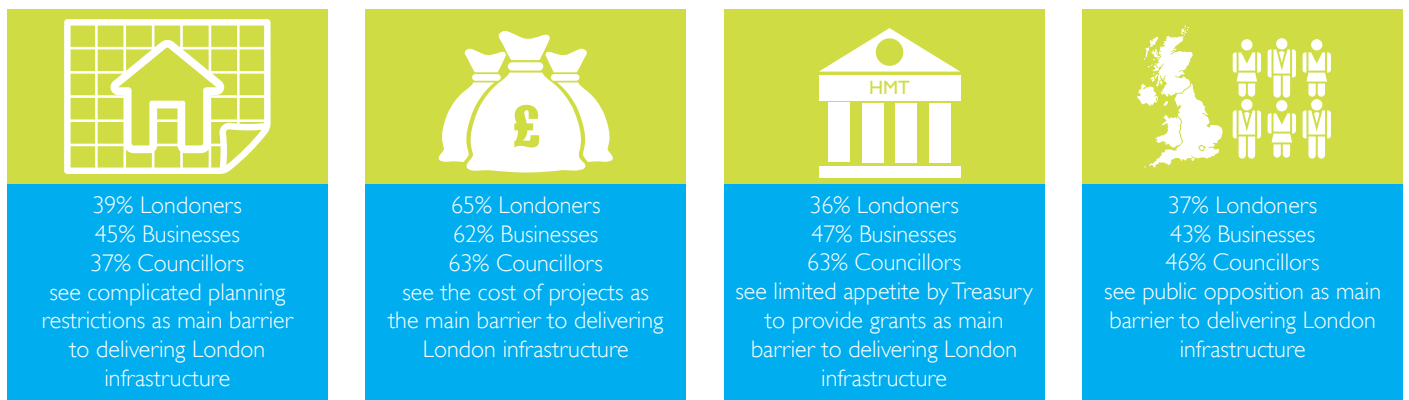 39% Londoners
45% Businesses
37% Councillors
see complicated planning
restrictions as main barrier
to delivering London
infrastructure
£
65% Londoners
62% Businesses
63% Councillors
see the cost of projects as
the main barrier to delivering
London infrastructure
HMT
36% Londoners
47% Businesses
63% Councillors
see limited appetite by Treasury
to provide grants as main
barrier to delivering London
infrastructure
37% Londoners
43% Businesses
46% Councillors
see public opposition as main
barrier to delivering London
infrastructure